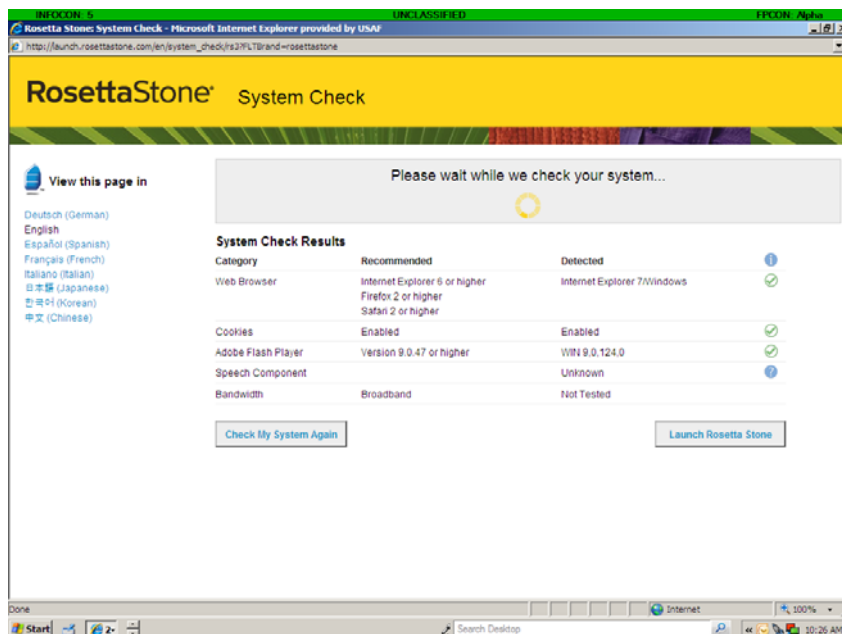 INFOCON: 5 UNCLASSIFIED FPCON: Alpha
Rosetta Stone: System Check - Microsoft Internet Explorer provided by USAF
http://launch.rosettastone.com/en/system_check/rs3?FLTBrand=rosettastone
RosettaStone® System Check
View this page in
Deutsch (German)
English
Español (Spanish)
Français (French)
Italiano (Italian)
日本語 (Japanese)
한국어 (Korean)
中文 (Chinese)
Please wait while we check your system...
System Check Results
Category Recommended Detected
Web Browser Internet Explorer 6 or higher Internet Explorer 7/Windows
Firefox 2 or higher
Safari 2 or higher
Cookies Enabled Enabled
Adobe Flash Player Version 9.0.47 or higher WIN 9,0,124,0
Speech Component Unknown
Bandwidth Broadband Not Tested
Check My System Again Launch Rosetta Stone
Done Internet 100%
Start 2 Search Desktop 10:26 AM